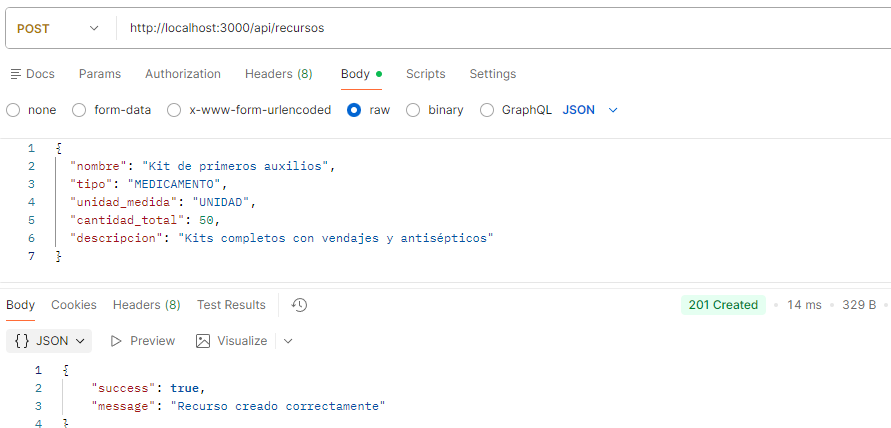 POST http://localhost:3000/api/recursos
Docs Params Authorization Headers (8) Body Scripts Settings
none form-data x-www-form-urlencoded raw binary GraphQL JSON
1 {
2 "nombre": "Kit de primeros auxilios",
3 "tipo": "MEDICAMENTO",
4 "unidad_medida": "UNIDAD",
5 "cantidad_total": 50,
6 "descripcion": "Kits completos con vendajes y antisépticos"
7 }
Body Cookies Headers (8) Test Results 201 Created 14 ms 329 B
{} JSON Preview Visualize
1 {
2 "success": true,
3 "message": "Recurso creado correctamente"
4 }